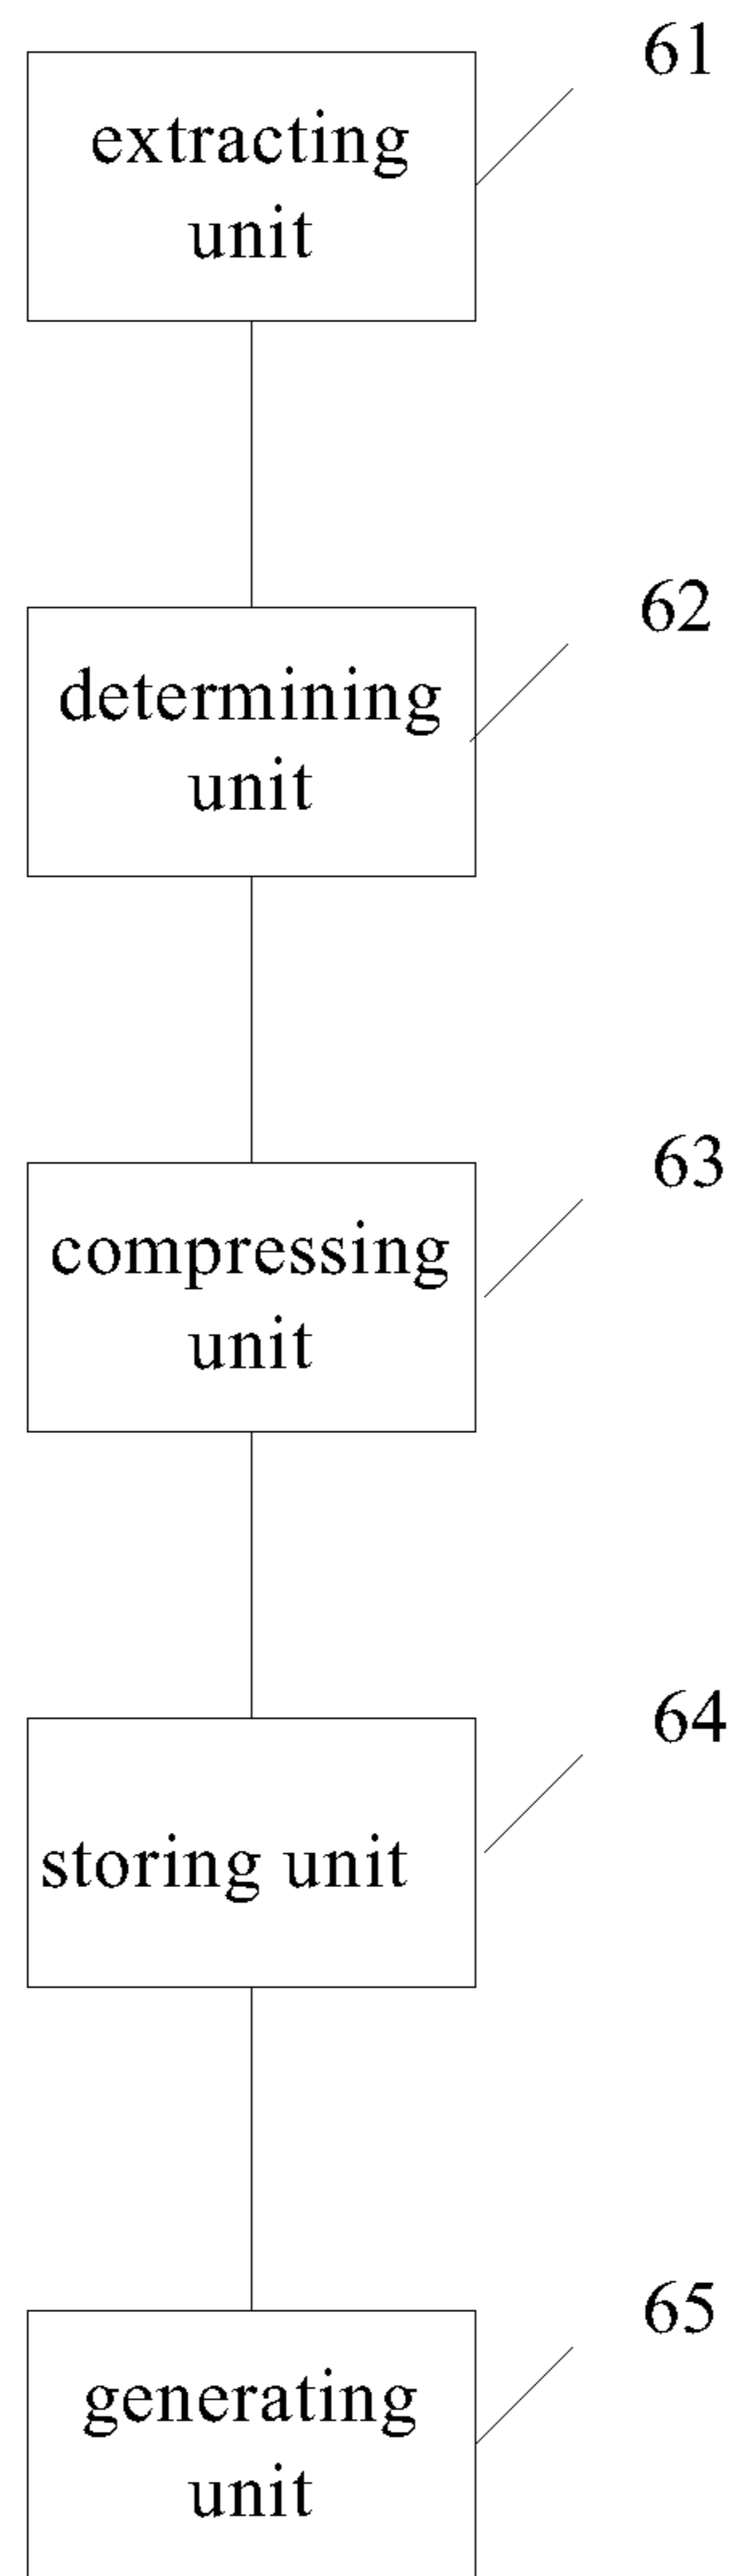 61
extracting
unit
62
determining
unit
63
compressing
unit
64
storing unit
65
generating
unit